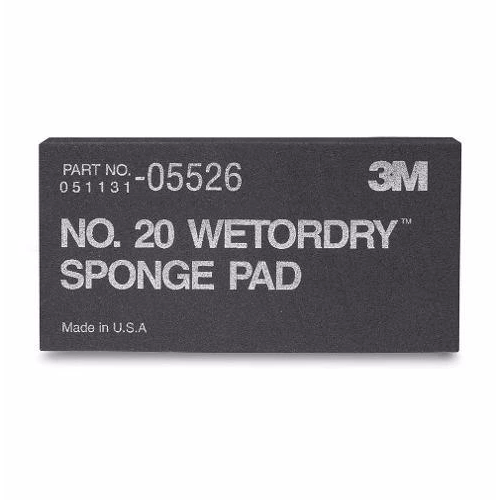 PART NO.
051131-05526
3M
NO. 20 WETORDRY™
SPONGE PAD
Made in U.S.A